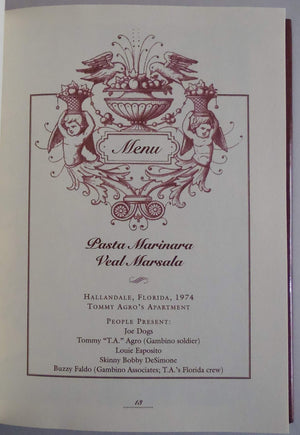 Menu
Pasta Marinara
Veal Marsala
Hallandale, Florida, 1974
Tommy Agro's Apartment
People Present:
Joe Dogs
Tommy "T.A." Agro (Gambino soldier)
Louie Esposito
Skinny Bobby DeSimone
Buzzy Faldo (Gambino Associates; T.A.'s Florida crew)
13